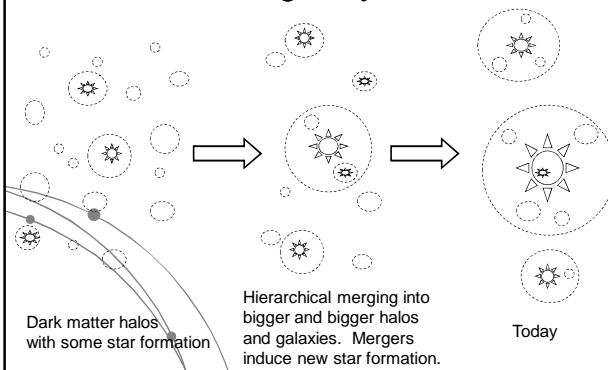 Dark matter halos
with some star formation
Hierarchical merging into
bigger and bigger halos
and galaxies. Mergers
induce new star formation.
Today